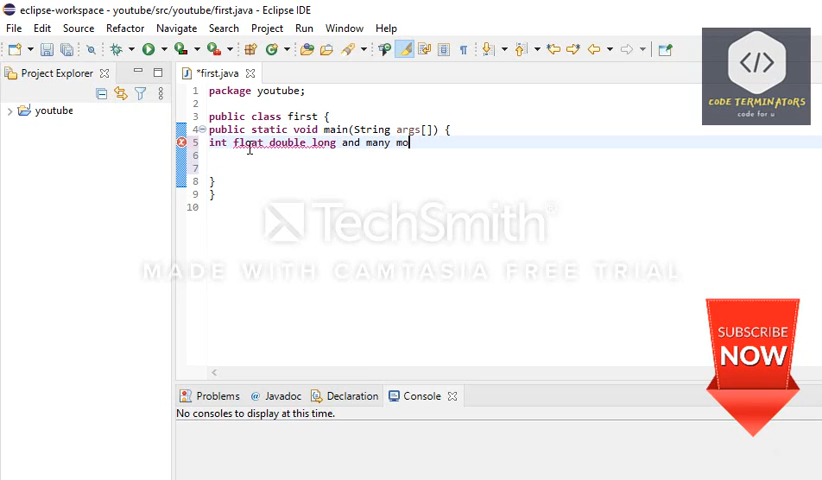 eclipse-workspace - youtube/src/youtube/first.java - Eclipse IDE
File Edit Source Refactor Navigate Search Project Run Window Help
Project Explorer
*first.java
youtube
1 package youtube;
2
3 public class first {
4 public static void main(String args[]) {
5 int float double long and many mo
6
7
8 }
9 }
10
</>
CODE TERMINATORS
code for u
TechSmith
MADE WITH CAMTASIA FREE TRIAL
SUBSCRIBE
NOW
Problems @ Javadoc Declaration Console
No consoles to display at this time.